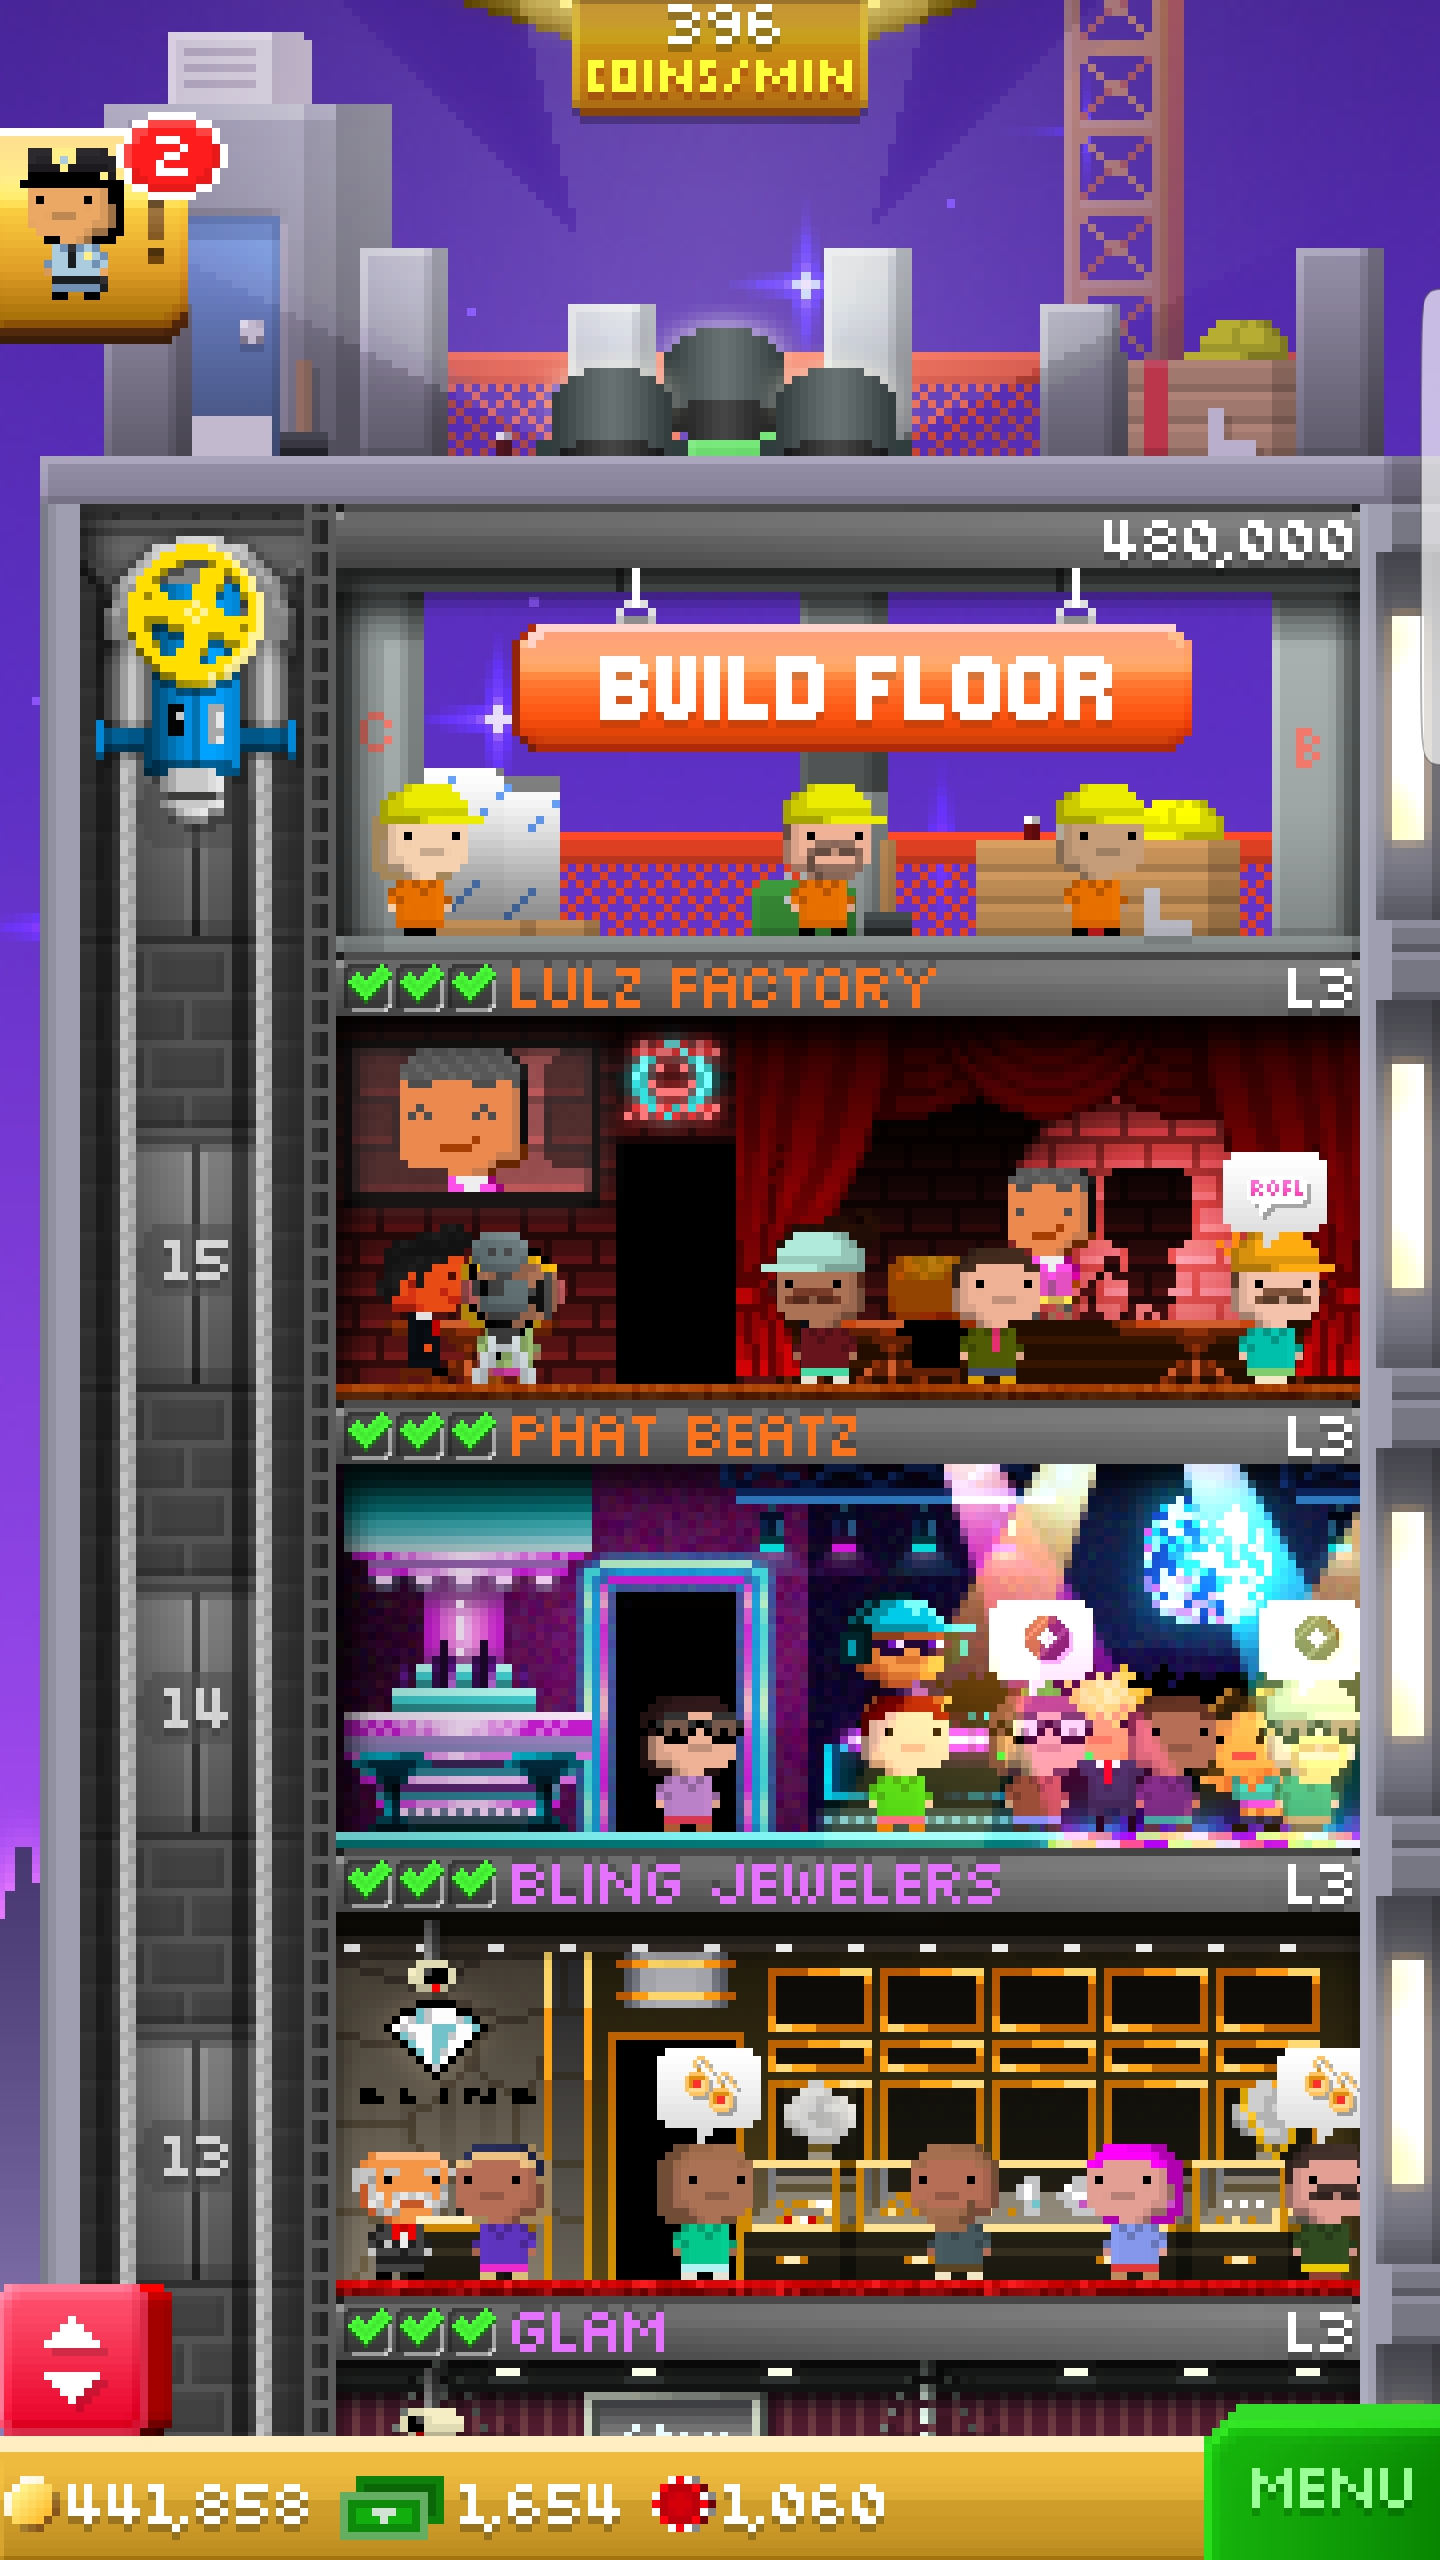 396
COINS/MIN
2
480,000
BUILD FLOOR
C
B
LULZ FACTORY L3
ROFL
15
PHAT BEATZ L3
14
BLING JEWELERS L3
BLING
13
GLAM L3
441,858 1,654 1,060
MENU